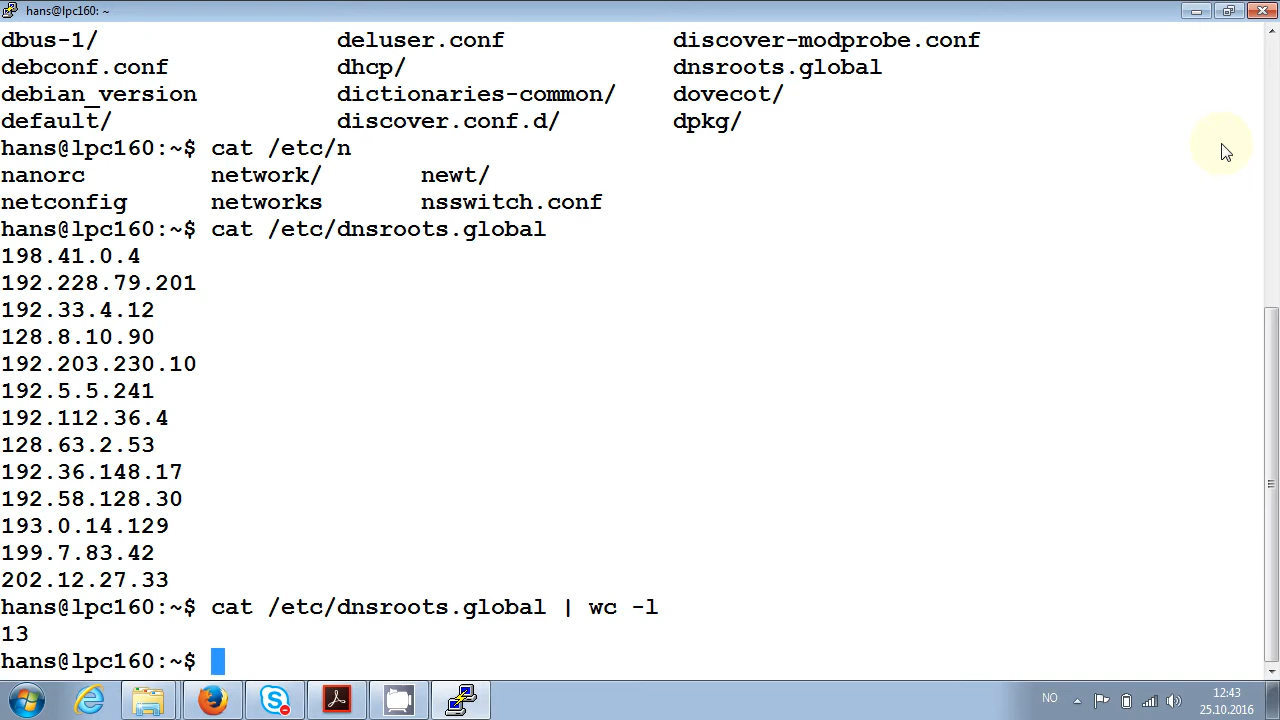 hans@lpc160: ~
dbus-1/ deluser.conf discover-modprobe.conf
debconf.conf dhcp/ dnsroots.global
debian_version dictionaries-common/ dovecot/
default/ discover.conf.d/ dpkg/
hans@lpc160:~$ cat /etc/n
nanorc network/ newt/
netconfig networks nsswitch.conf
hans@lpc160:~$ cat /etc/dnsroots.global
198.41.0.4
192.228.79.201
192.33.4.12
128.8.10.90
192.203.230.10
192.5.5.241
192.112.36.4
128.63.2.53
192.36.148.17
192.58.128.30
193.0.14.129
199.7.83.42
202.12.27.33
hans@lpc160:~$ cat /etc/dnsroots.global | wc -l
13
hans@lpc160:~$
NO
12:43
25.10.2016